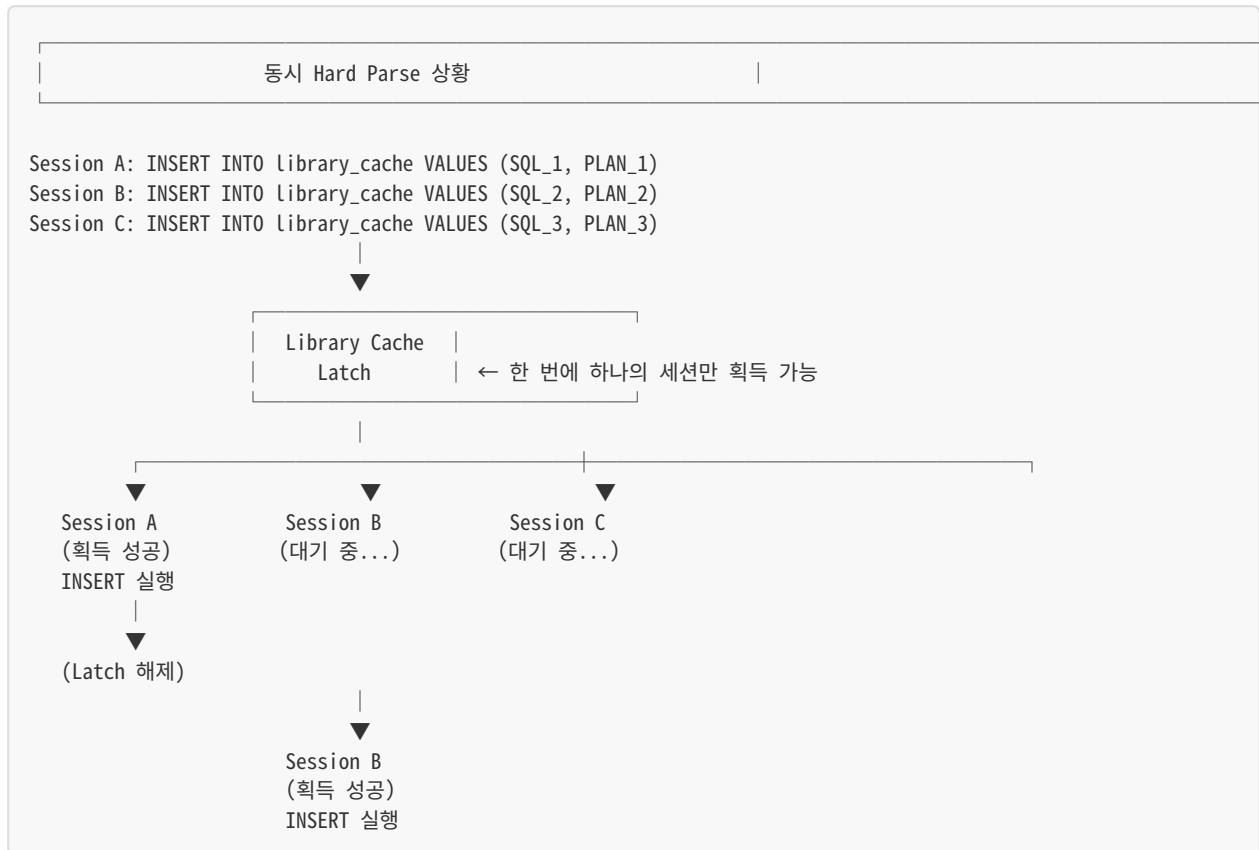 동시 Hard Parse 상황
Session A: INSERT INTO library_cache VALUES (SQL_1, PLAN_1)
Session B: INSERT INTO library_cache VALUES (SQL_2, PLAN_2)
Session C: INSERT INTO library_cache VALUES (SQL_3, PLAN_3)
Library Cache
Latch ← 한 번에 하나의 세션만 획득 가능
Session A Session B Session C
(획득 성공) (대기 중...) (대기 중...)
INSERT 실행
(Latch 해제)
Session B
(획득 성공)
INSERT 실행